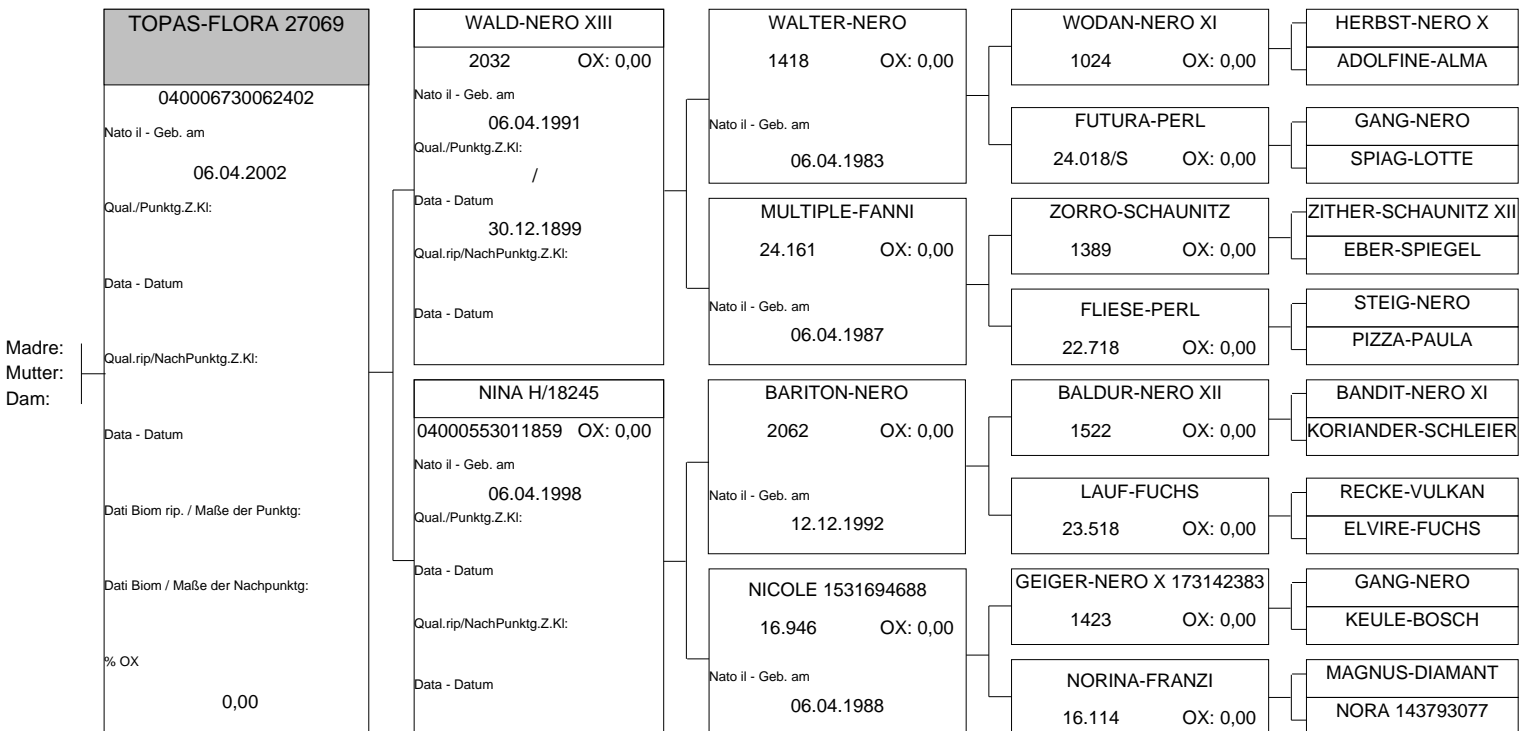 Madre:
Mutter:
Dam:
TOPAS-FLORA 27069
040006730062402
Nato il - Geb. am
06.04.2002
Qual./Punktg.Z.Kl:
Data - Datum
Qual.rip/NachPunktg.Z.Kl:
Data - Datum
Dati Biom rip. / Maße der Punktg:
Dati Biom / Maße der Nachpunktg:
% OX
0,00
WALD-NERO XIII
2032 OX: 0,00
Nato il - Geb. am
06.04.1991
Qual./Punktg.Z.Kl:
/
Data - Datum
30.12.1899
Qual.rip/NachPunktg.Z.Kl:
Data - Datum
NINA H/18245
04000553011859 OX: 0,00
Nato il - Geb. am
06.04.1998
Qual./Punktg.Z.Kl:
Data - Datum
Qual.rip/NachPunktg.Z.Kl:
Data - Datum
WALTER-NERO
1418 OX: 0,00
Nato il - Geb. am
06.04.1983
MULTIPLE-FANNI
24.161 OX: 0,00
Nato il - Geb. am
06.04.1987
BARITON-NERO
2062 OX: 0,00
Nato il - Geb. am
12.12.1992
NICOLE 1531694688
16.946 OX: 0,00
Nato il - Geb. am
06.04.1988
WODAN-NERO XI
1024 OX: 0,00
FUTURA-PERL
24.018/S OX: 0,00
ZORRO-SCHAUNITZ
1389 OX: 0,00
FLIESE-PERL
22.718 OX: 0,00
BALDUR-NERO XII
1522 OX: 0,00
LAUF-FUCHS
23.518 OX: 0,00
GEIGER-NERO X 173142383
1423 OX: 0,00
NORINA-FRANZI
16.114 OX: 0,00
HERBST-NERO X
ADOLFINE-ALMA
GANG-NERO
SPIAG-LOTTE
ZITHER-SCHAUNITZ XII
EBER-SPIEGEL
STEIG-NERO
PIZZA-PAULA
BANDIT-NERO XI
KORIANDER-SCHLEIER
RECKE-VULKAN
ELVIRE-FUCHS
GANG-NERO
KEULE-BOSCH
MAGNUS-DIAMANT
NORA 143793077